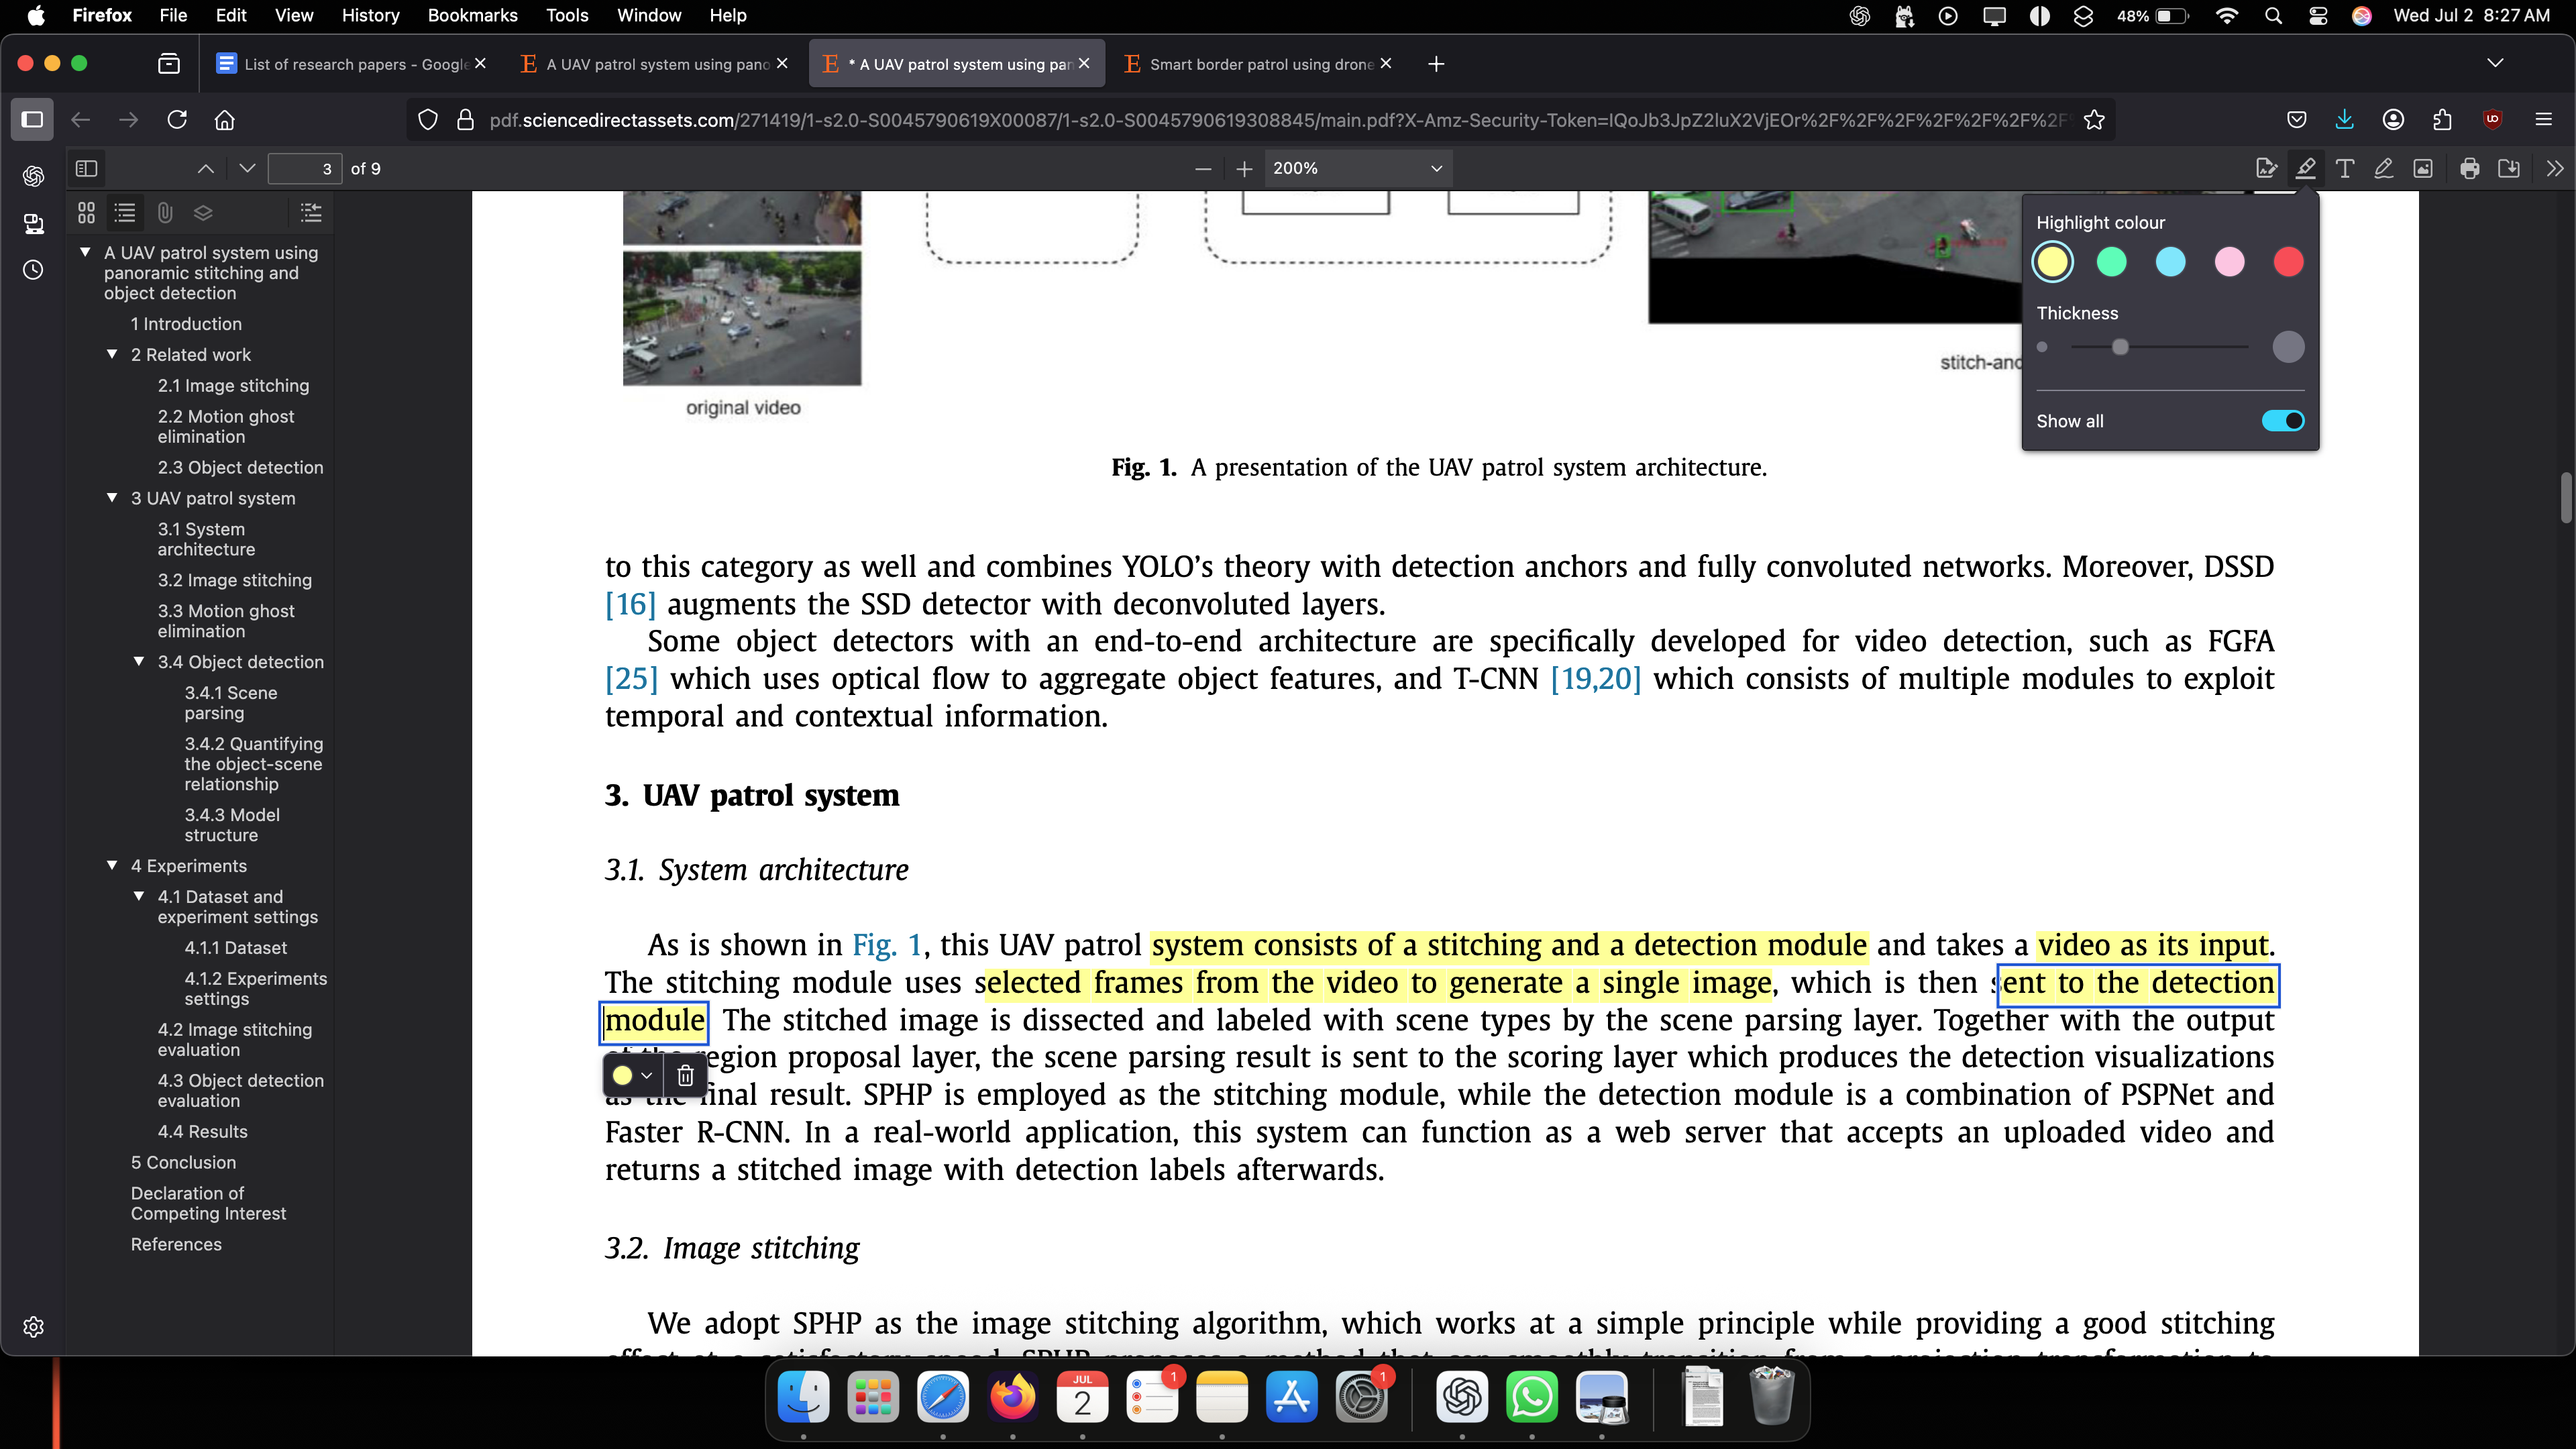 Firefox File Edit View History Bookmarks Tools Window Help 48% Wed Jul 2 8:27 AM
List of research papers - Google
A UAV patrol system using pano
* A UAV patrol system using pan
Smart border patrol using drone
pdf.sciencedirectassets.com/271419/1-s2.0-S0045790619X00087/1-s2.0-S0045790619308845/main.pdf?X-Amz-Security-Token=IQoJb3JpZ2luX2VjEOr%2F%2F%2F%2F%2F%2F%2F
3 of 9 200%
A UAV patrol system using
panoramic stitching and
object detection
1 Introduction
2 Related work
2.1 Image stitching
2.2 Motion ghost
elimination
2.3 Object detection
3 UAV patrol system
3.1 System
architecture
3.2 Image stitching
3.3 Motion ghost
elimination
3.4 Object detection
3.4.1 Scene
parsing
3.4.2 Quantifying
the object-scene
relationship
3.4.3 Model
structure
4 Experiments
4.1 Dataset and
experiment settings
4.1.1 Dataset
4.1.2 Experiments
settings
4.2 Image stitching
evaluation
4.3 Object detection
evaluation
4.4 Results
5 Conclusion
Declaration of
Competing Interest
References
Highlight colour
Thickness
Show all
original video
stitch-and
Fig. 1. A presentation of the UAV patrol system architecture.
to this category as well and combines YOLO's theory with detection anchors and fully convoluted networks. Moreover, DSSD
[16] augments the SSD detector with deconvoluted layers.
Some object detectors with an end-to-end architecture are specifically developed for video detection, such as FGFA
[25] which uses optical flow to aggregate object features, and T-CNN [19,20] which consists of multiple modules to exploit
temporal and contextual information.
3. UAV patrol system
3.1. System architecture
As is shown in Fig. 1, this UAV patrol system consists of a stitching and a detection module and takes a video as its input.
The stitching module uses selected frames from the video to generate a single image, which is then sent to the detection
module The stitched image is dissected and labeled with scene types by the scene parsing layer. Together with the output
of the region proposal layer, the scene parsing result is sent to the scoring layer which produces the detection visualizations
as the final result. SPHP is employed as the stitching module, while the detection module is a combination of PSPNet and
Faster R-CNN. In a real-world application, this system can function as a web server that accepts an uploaded video and
returns a stitched image with detection labels afterwards.
3.2. Image stitching
We adopt SPHP as the image stitching algorithm, which works at a simple principle while providing a good stitching
JUL
2
1
1